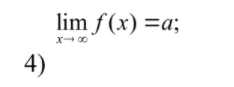 lim f(x) =a;
x→∞
4)